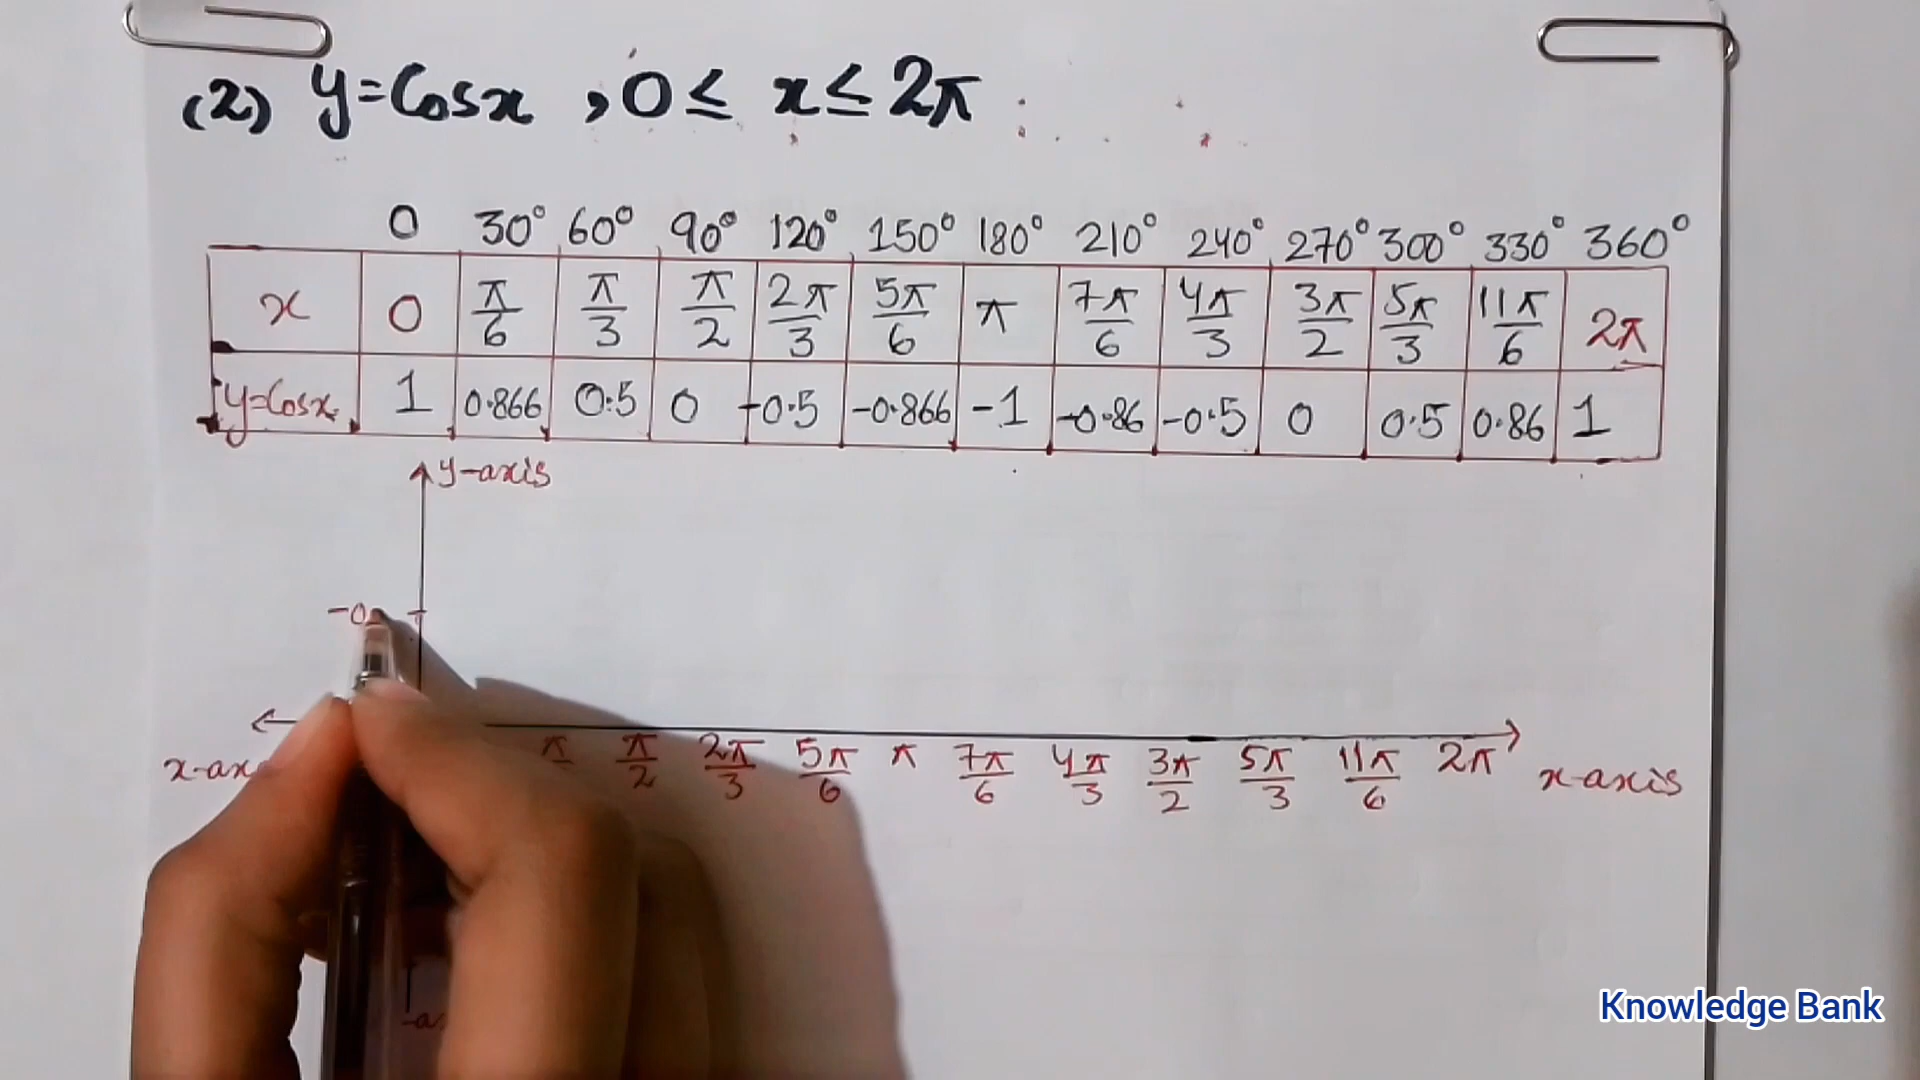 (2) y=Cosx , 0 ≤ x ≤ 2π
0 30° 60° 90° 120° 150° 180° 210° 240° 270° 300° 330° 360°
x 0 π/6 π/3 π/2 2π/3 5π/6 π 7π/6 4π/3 3π/2 5π/3 11π/6 2π
y=Cosx 1 0.866 0.5 0 -0.5 -0.866 -1 -0.86 -0.5 0 0.5 0.86 1
y-axis
π/2 2π/3 5π/6 π 7π/6 4π/3 3π/2 5π/3 11π/6 2π x-axis
Knowledge Bank